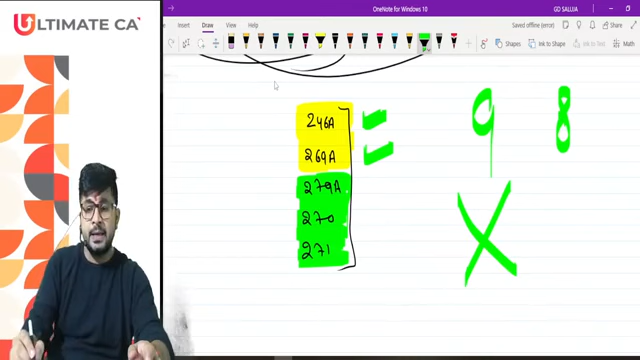 ULTIMATE CA
OneNote for Windows 10
GD SALUJA
Insert
Draw
View
Help
Saved offline (error)
Share
Shapes
Ink to Shape
Ink to Text
Math
246A
269A
279A
270
271
= 9 8
X